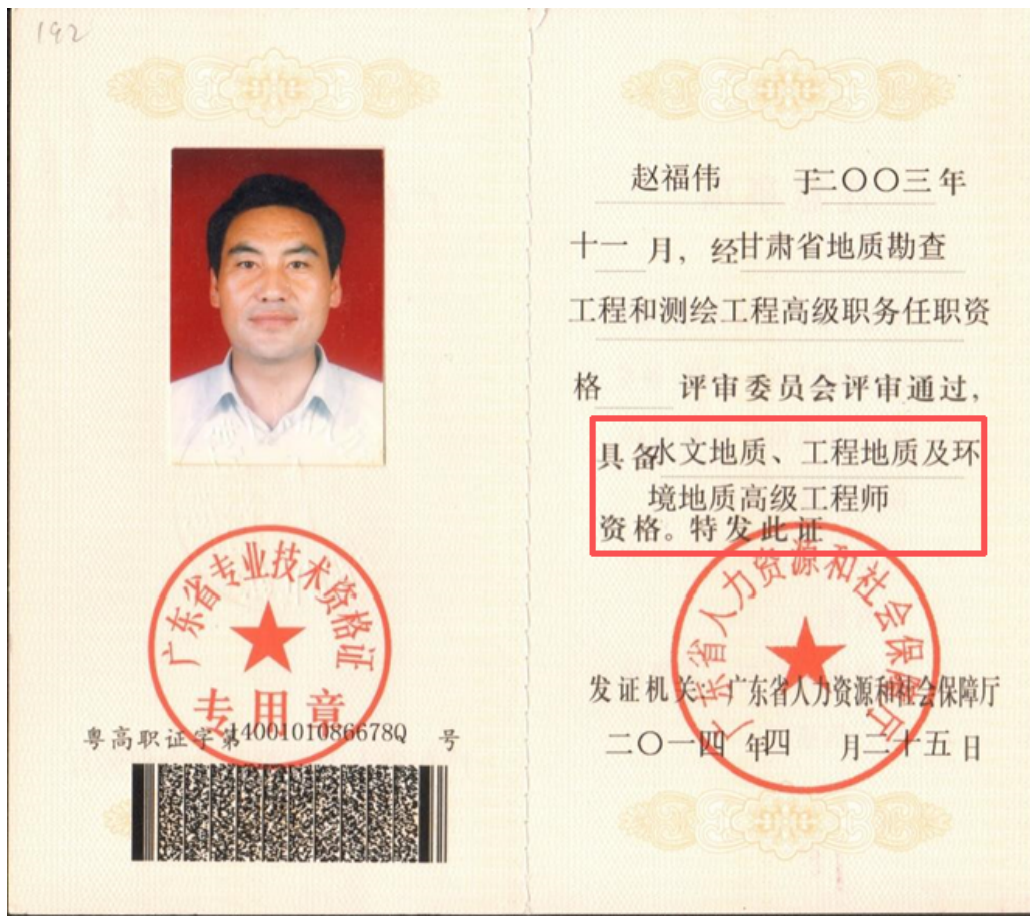 192
赵福伟 于二〇〇三年
十一月，经甘肃省地质勘查
工程和测绘工程高级职务任职资
格 评审委员会评审通过，
具备水文地质、工程地质及环
境地质高级工程师
资格。特发此证
广东省人力资源和社会保障厅
发证机关：广东省人力资源和社会保障厅
二〇一四年四月二十五日
广东省专业技术资格证
专用章
粤高职证字第1400101086678Q号